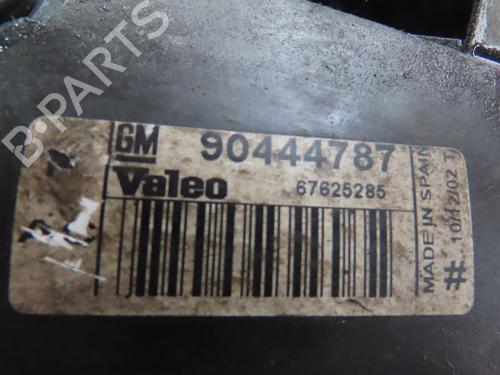 B-PARTS
GM 90444787
Valeo 67625285
MADE IN SPAIN
10/12/02 T
#